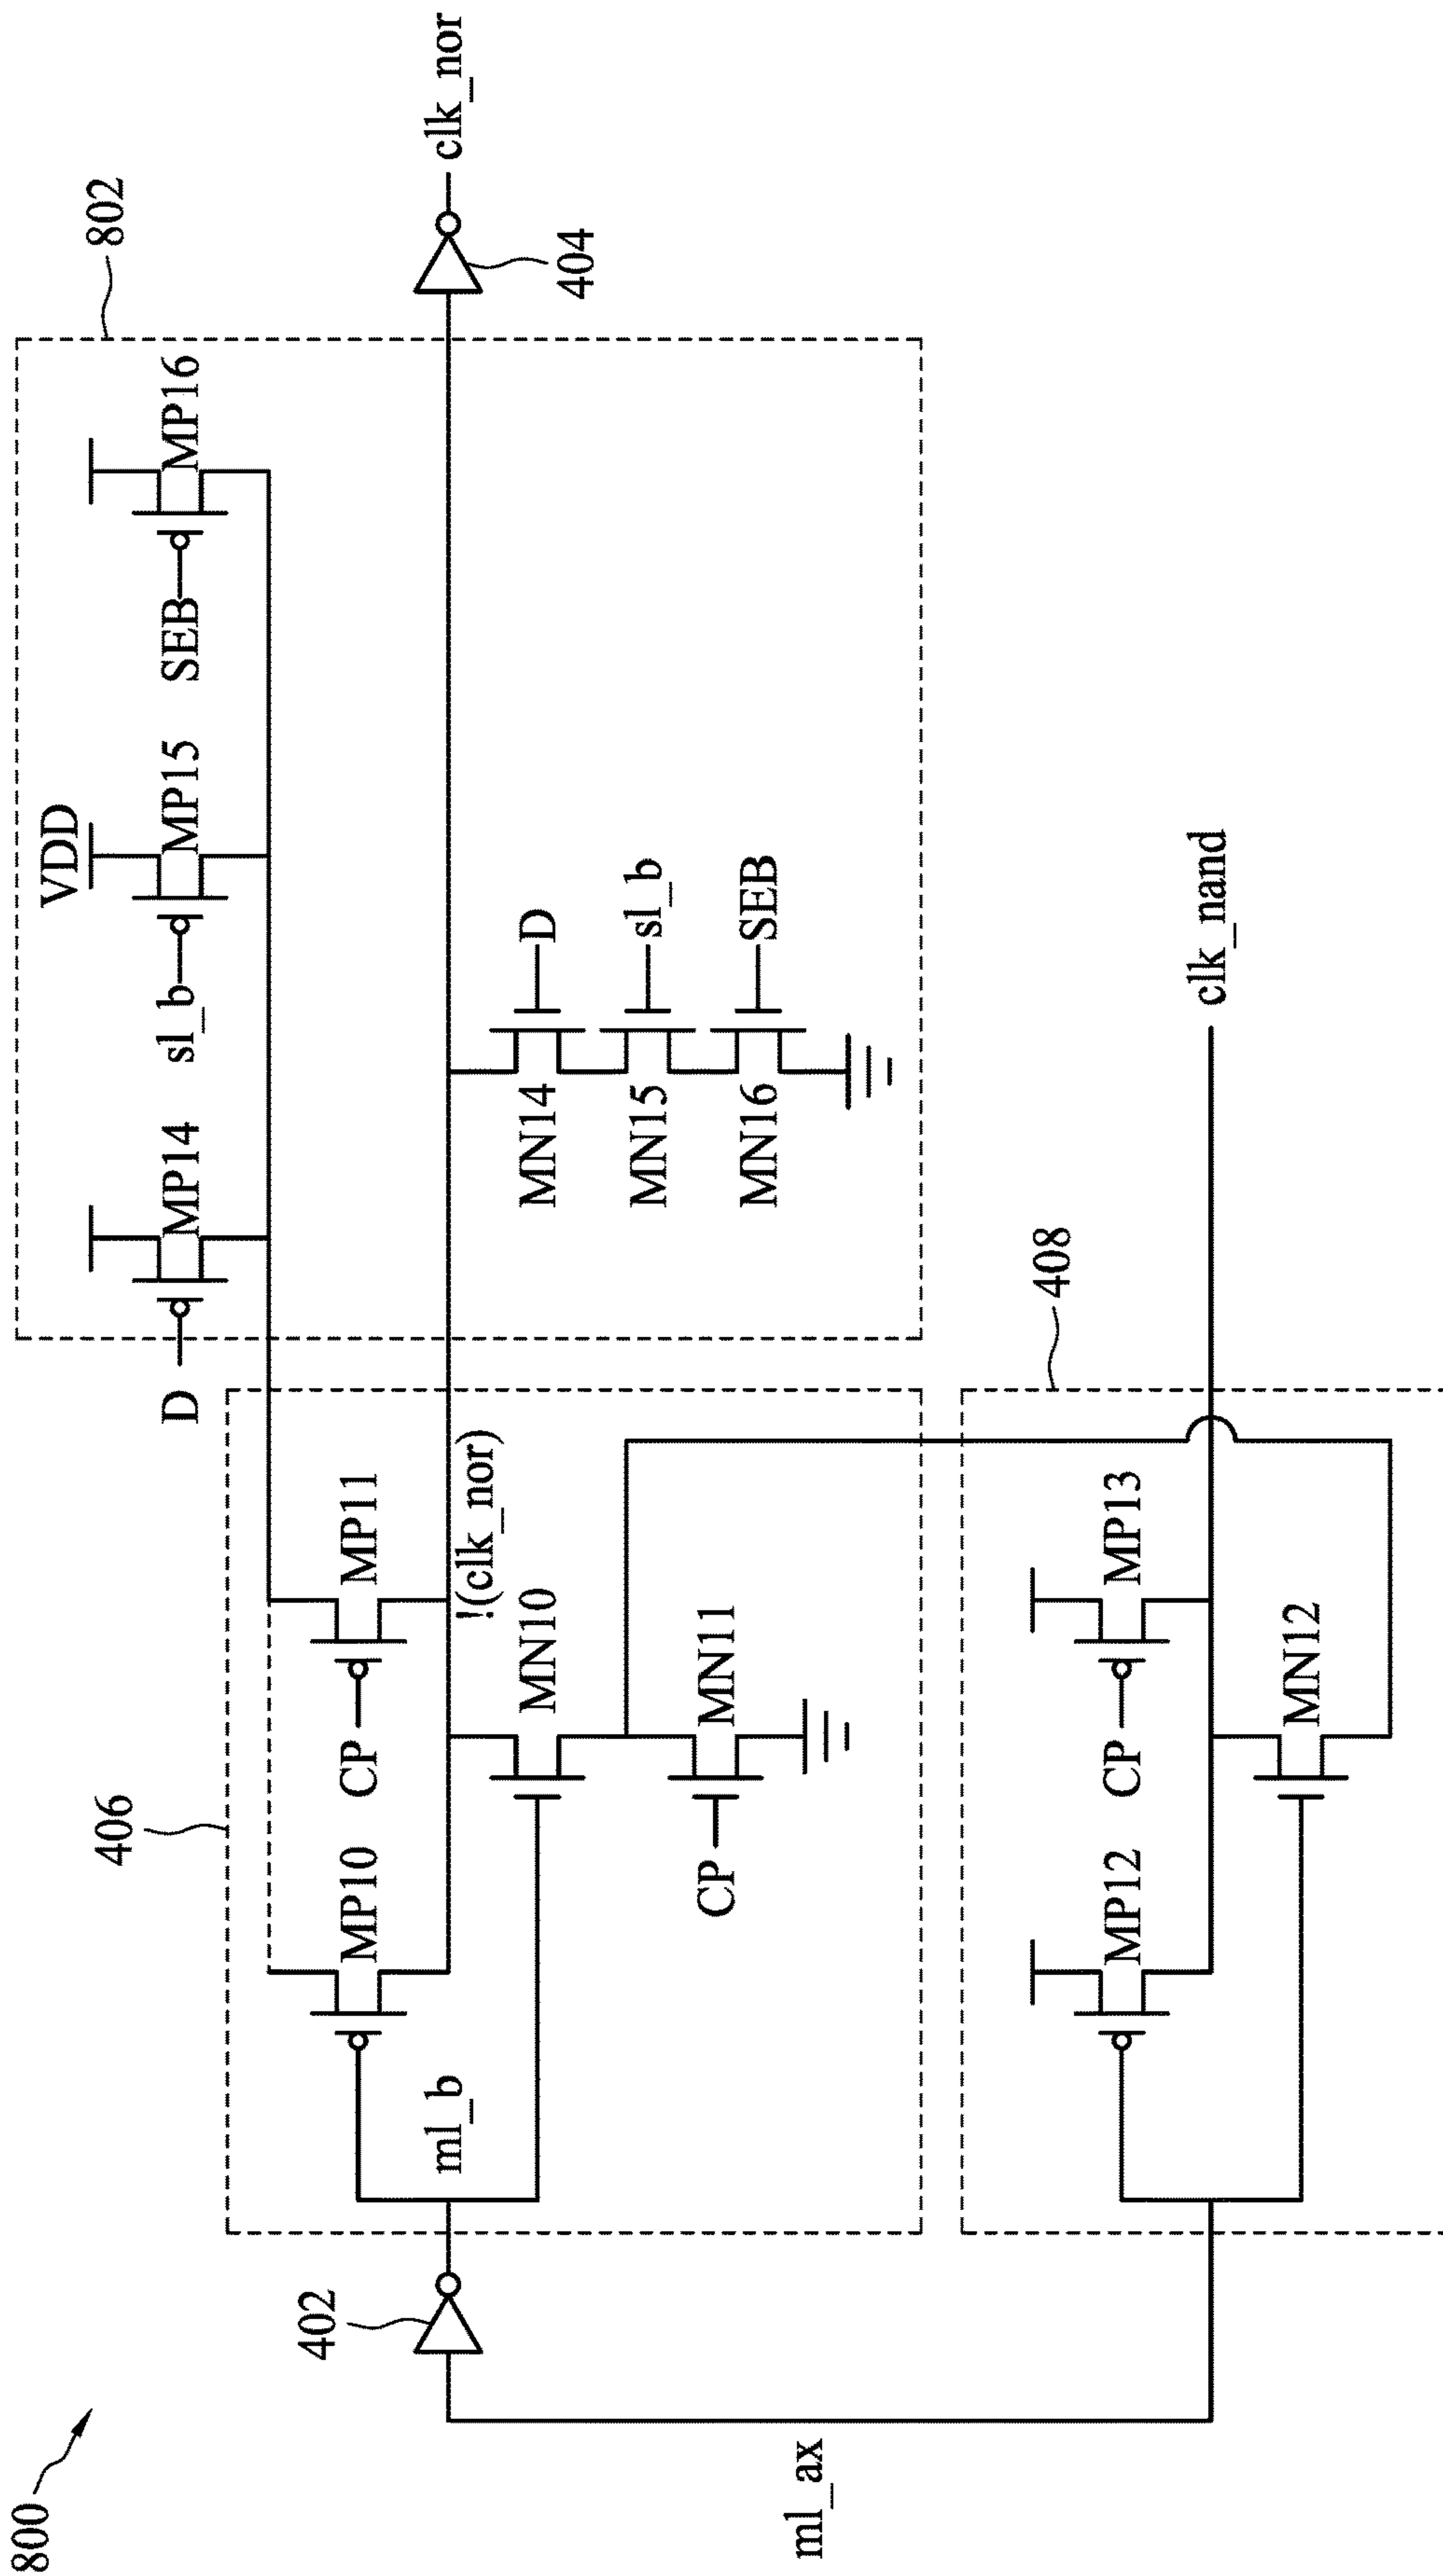 800
802
VDD
D
MP14
sl_b
MP15
SEB
MP16
406
MP10
MP11
CP
402
ml_b
!(clk_nor)
404
clk_nor
MN10
MN14
D
MN15
sl_b
MN16
SEB
CP
MN11
ml_ax
408
MP12
CP
MP13
clk_nand
MN12